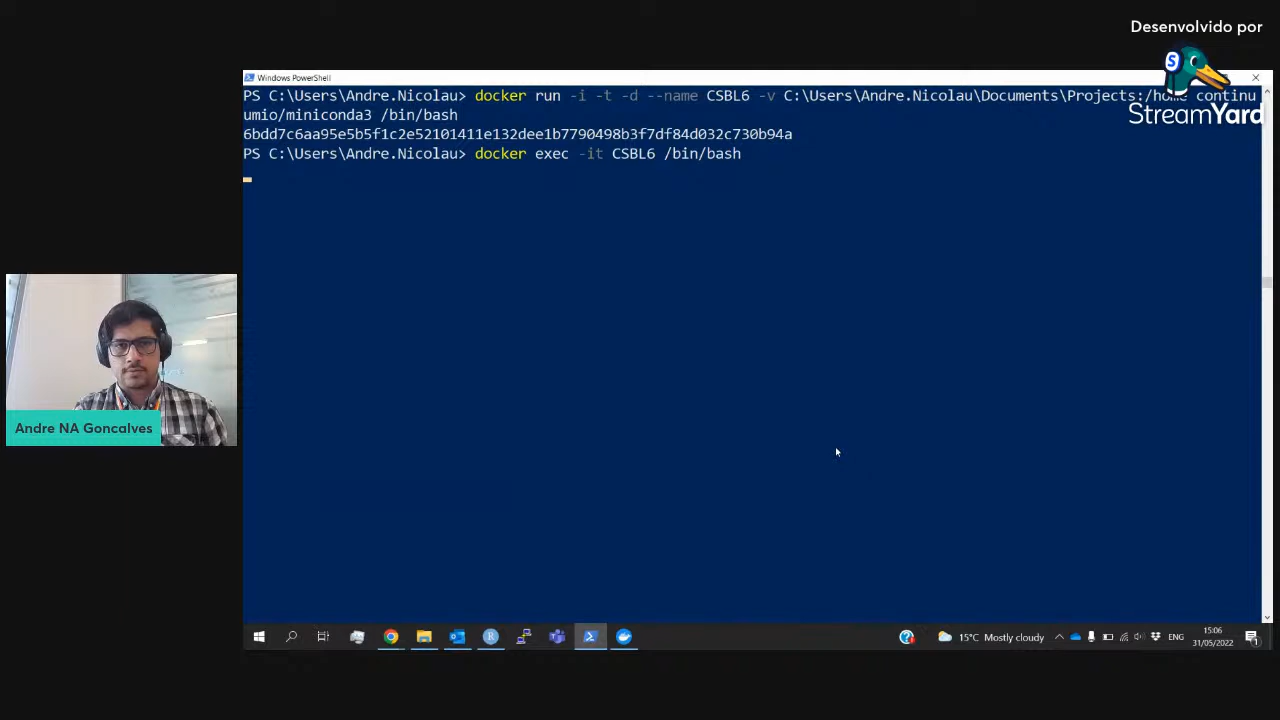 Desenvolvido por
StreamYard
Windows PowerShell
PS C:\Users\Andre.Nicolau> docker run -i -t -d --name CSBL6 -v C:\Users\Andre.Nicolau\Documents\Projects:/home continu
umio/miniconda3 /bin/bash
6bdd7c6aa95e5b5f1c2e52101411e132dee1b7790498b3f7df84d032c730b94a
PS C:\Users\Andre.Nicolau> docker exec -it CSBL6 /bin/bash
Andre NA Goncalves
15°C Mostly cloudy
ENG
15:06
31/05/2022